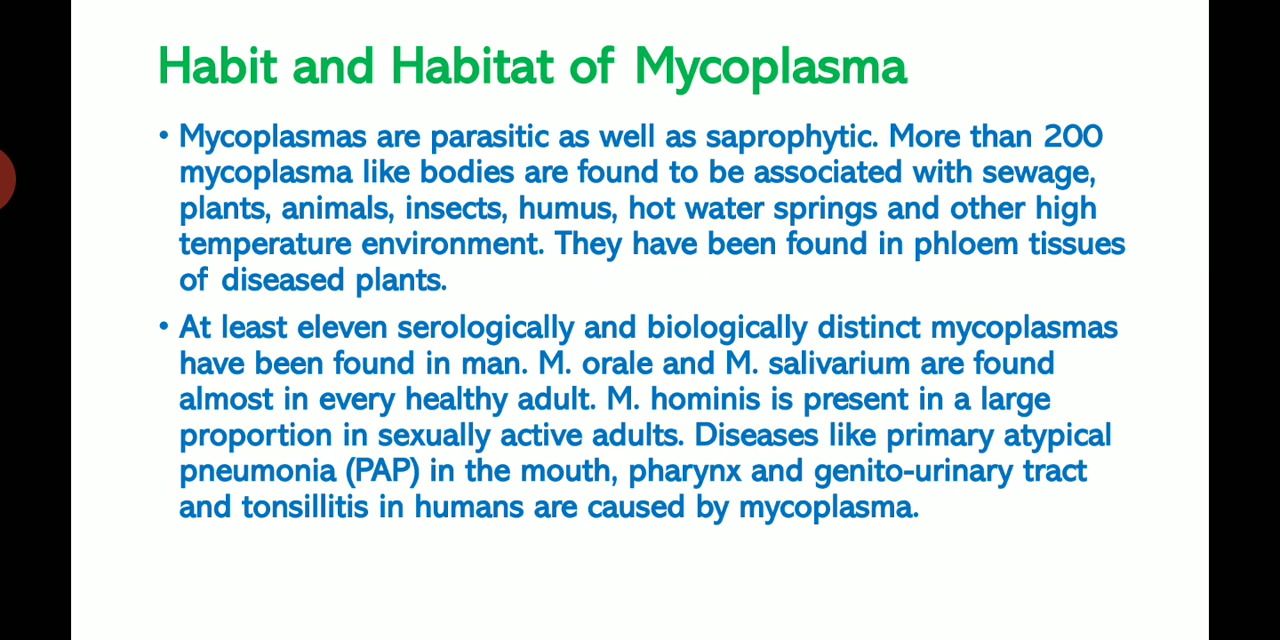 Habit and Habitat of Mycoplasma
• Mycoplasmas are parasitic as well as saprophytic. More than 200
mycoplasma like bodies are found to be associated with sewage,
plants, animals, insects, humus, hot water springs and other high
temperature environment. They have been found in phloem tissues
of diseased plants.
• At least eleven serologically and biologically distinct mycoplasmas
have been found in man. M. orale and M. salivarium are found
almost in every healthy adult. M. hominis is present in a large
proportion in sexually active adults. Diseases like primary atypical
pneumonia (PAP) in the mouth, pharynx and genito-urinary tract
and tonsillitis in humans are caused by mycoplasma.